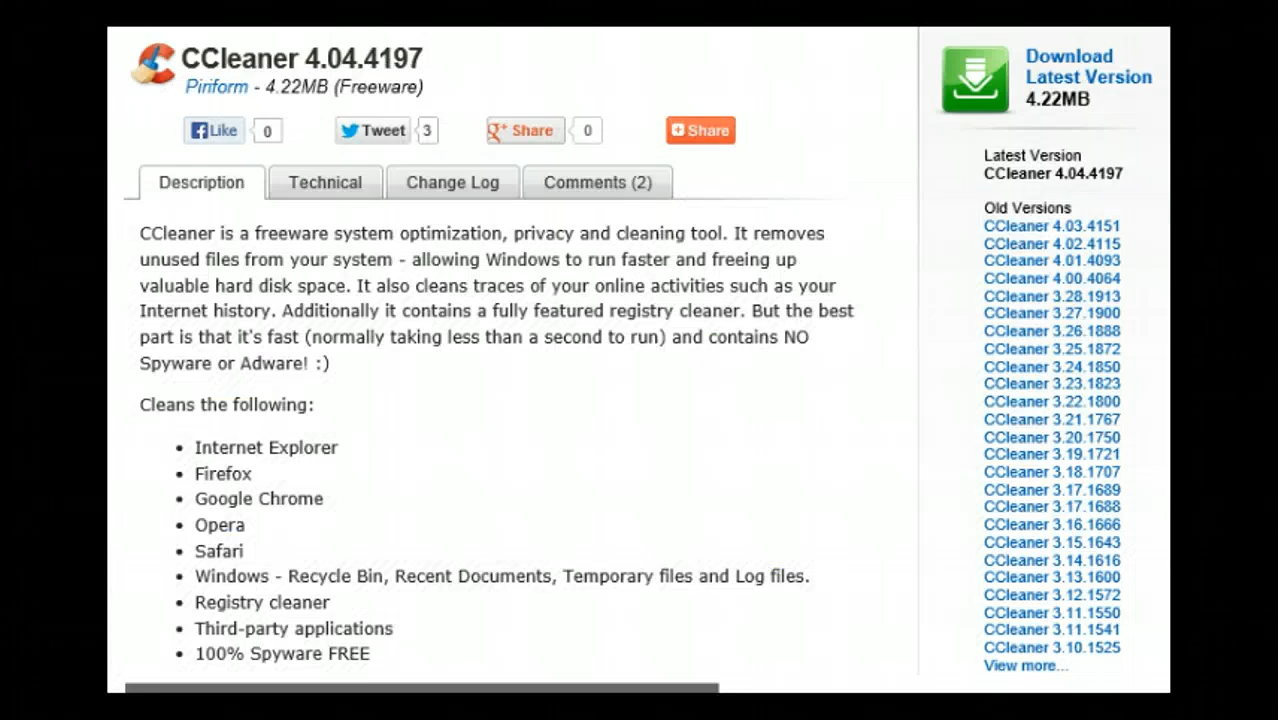 CCleaner 4.04.4197
Piriform - 4.22MB (Freeware)
Like 0
Tweet 3
g+ Share 0
Share
Description
Technical
Change Log
Comments (2)
CCleaner is a freeware system optimization, privacy and cleaning tool. It removes
unused files from your system - allowing Windows to run faster and freeing up
valuable hard disk space. It also cleans traces of your online activities such as your
Internet history. Additionally it contains a fully featured registry cleaner. But the best
part is that it's fast (normally taking less than a second to run) and contains NO
Spyware or Adware! :)
Cleans the following:
• Internet Explorer
• Firefox
• Google Chrome
• Opera
• Safari
• Windows - Recycle Bin, Recent Documents, Temporary files and Log files.
• Registry cleaner
• Third-party applications
• 100% Spyware FREE
Download
Latest Version
4.22MB
Latest Version
CCleaner 4.04.4197
Old Versions
CCleaner 4.03.4151
CCleaner 4.02.4115
CCleaner 4.01.4093
CCleaner 4.00.4064
CCleaner 3.28.1913
CCleaner 3.27.1900
CCleaner 3.26.1888
CCleaner 3.25.1872
CCleaner 3.24.1850
CCleaner 3.23.1823
CCleaner 3.22.1800
CCleaner 3.21.1767
CCleaner 3.20.1750
CCleaner 3.19.1721
CCleaner 3.18.1707
CCleaner 3.17.1689
CCleaner 3.17.1688
CCleaner 3.16.1666
CCleaner 3.15.1643
CCleaner 3.14.1616
CCleaner 3.13.1600
CCleaner 3.12.1572
CCleaner 3.11.1550
CCleaner 3.11.1541
CCleaner 3.10.1525
View more...